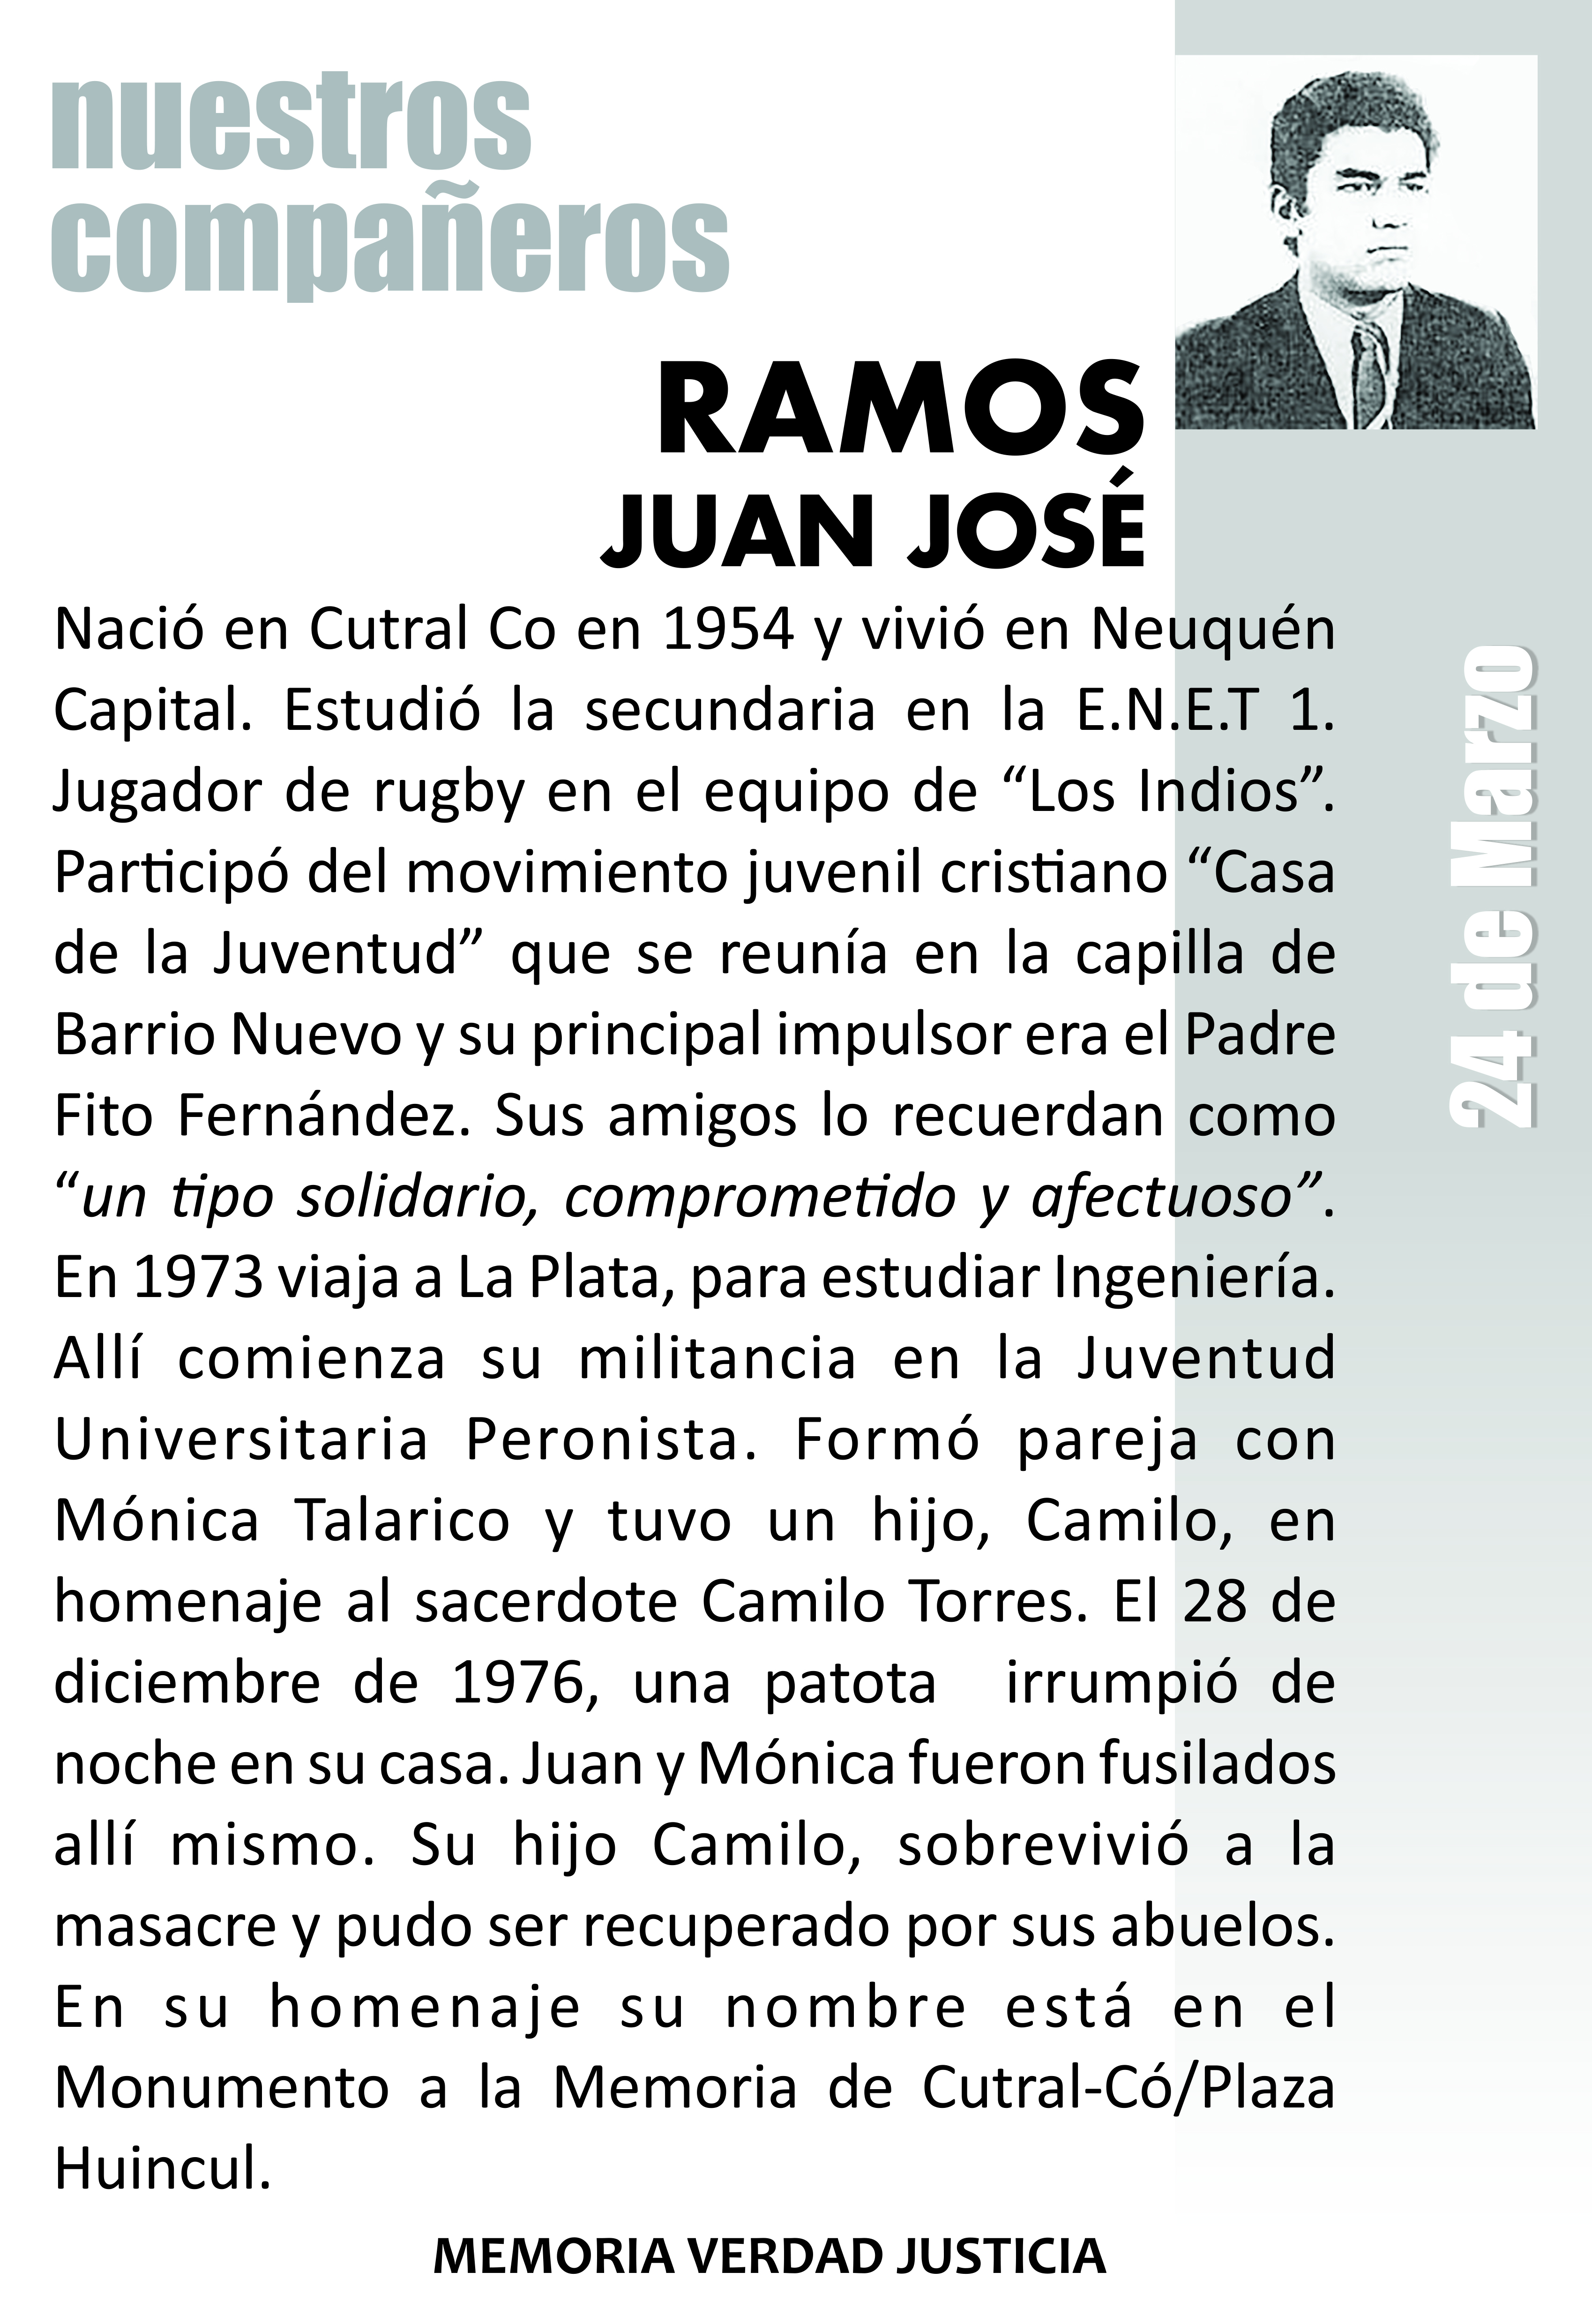 nuestros
compañeros
RAMOS
JUAN JOSÉ
Nació en Cutral Co en 1954 y vivió en Neuquén
Capital. Estudió la secundaria en la E.N.E.T 1.
Jugador de rugby en el equipo de “Los Indios”.
Participó del movimiento juvenil cristiano “Casa
de la Juventud” que se reunía en la capilla de
Barrio Nuevo y su principal impulsor era el Padre
Fito Fernández. Sus amigos lo recuerdan como
“un tipo solidario, comprometido y afectuoso”.
En 1973 viaja a La Plata, para estudiar Ingeniería.
Allí comienza su militancia en la Juventud
Universitaria Peronista. Formó pareja con
Mónica Talarico y tuvo un hijo, Camilo, en
homenaje al sacerdote Camilo Torres. El 28 de
diciembre de 1976, una patota irrumpió de
noche en su casa. Juan y Mónica fueron fusilados
allí mismo. Su hijo Camilo, sobrevivió a la
masacre y pudo ser recuperado por sus abuelos.
En su homenaje su nombre está en el
Monumento a la Memoria de Cutral-Có/Plaza
Huincul.
24 de Marzo
MEMORIA VERDAD JUSTICIA